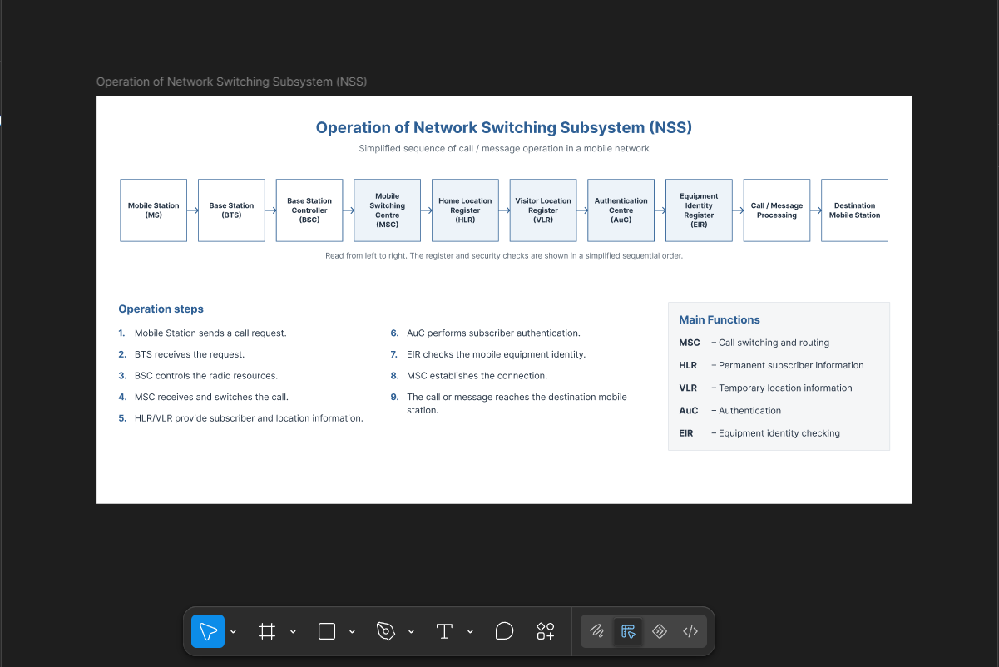 Operation of Network Switching Subsystem (NSS)
Operation of Network Switching Subsystem (NSS)
Simplified sequence of call / message operation in a mobile network
Mobile Station
(MS)
Base Station
(BTS)
Base Station
Controller
(BSC)
Mobile
Switching
Centre
(MSC)
Home Location
Register
(HLR)
Visitor Location
Register
(VLR)
Authentication
Centre
(AuC)
Equipment
Identity
Register
(EIR)
Call / Message
Processing
Destination
Mobile Station
Read from left to right. The register and security checks are shown in a simplified sequential order.
Operation steps
1. Mobile Station sends a call request.
2. BTS receives the request.
3. BSC controls the radio resources.
4. MSC receives and switches the call.
5. HLR/VLR provide subscriber and location information.
6. AuC performs subscriber authentication.
7. EIR checks the mobile equipment identity.
8. MSC establishes the connection.
9. The call or message reaches the destination mobile
station.
Main Functions
MSC – Call switching and routing
HLR – Permanent subscriber information
VLR – Temporary location information
AuC – Authentication
EIR – Equipment identity checking